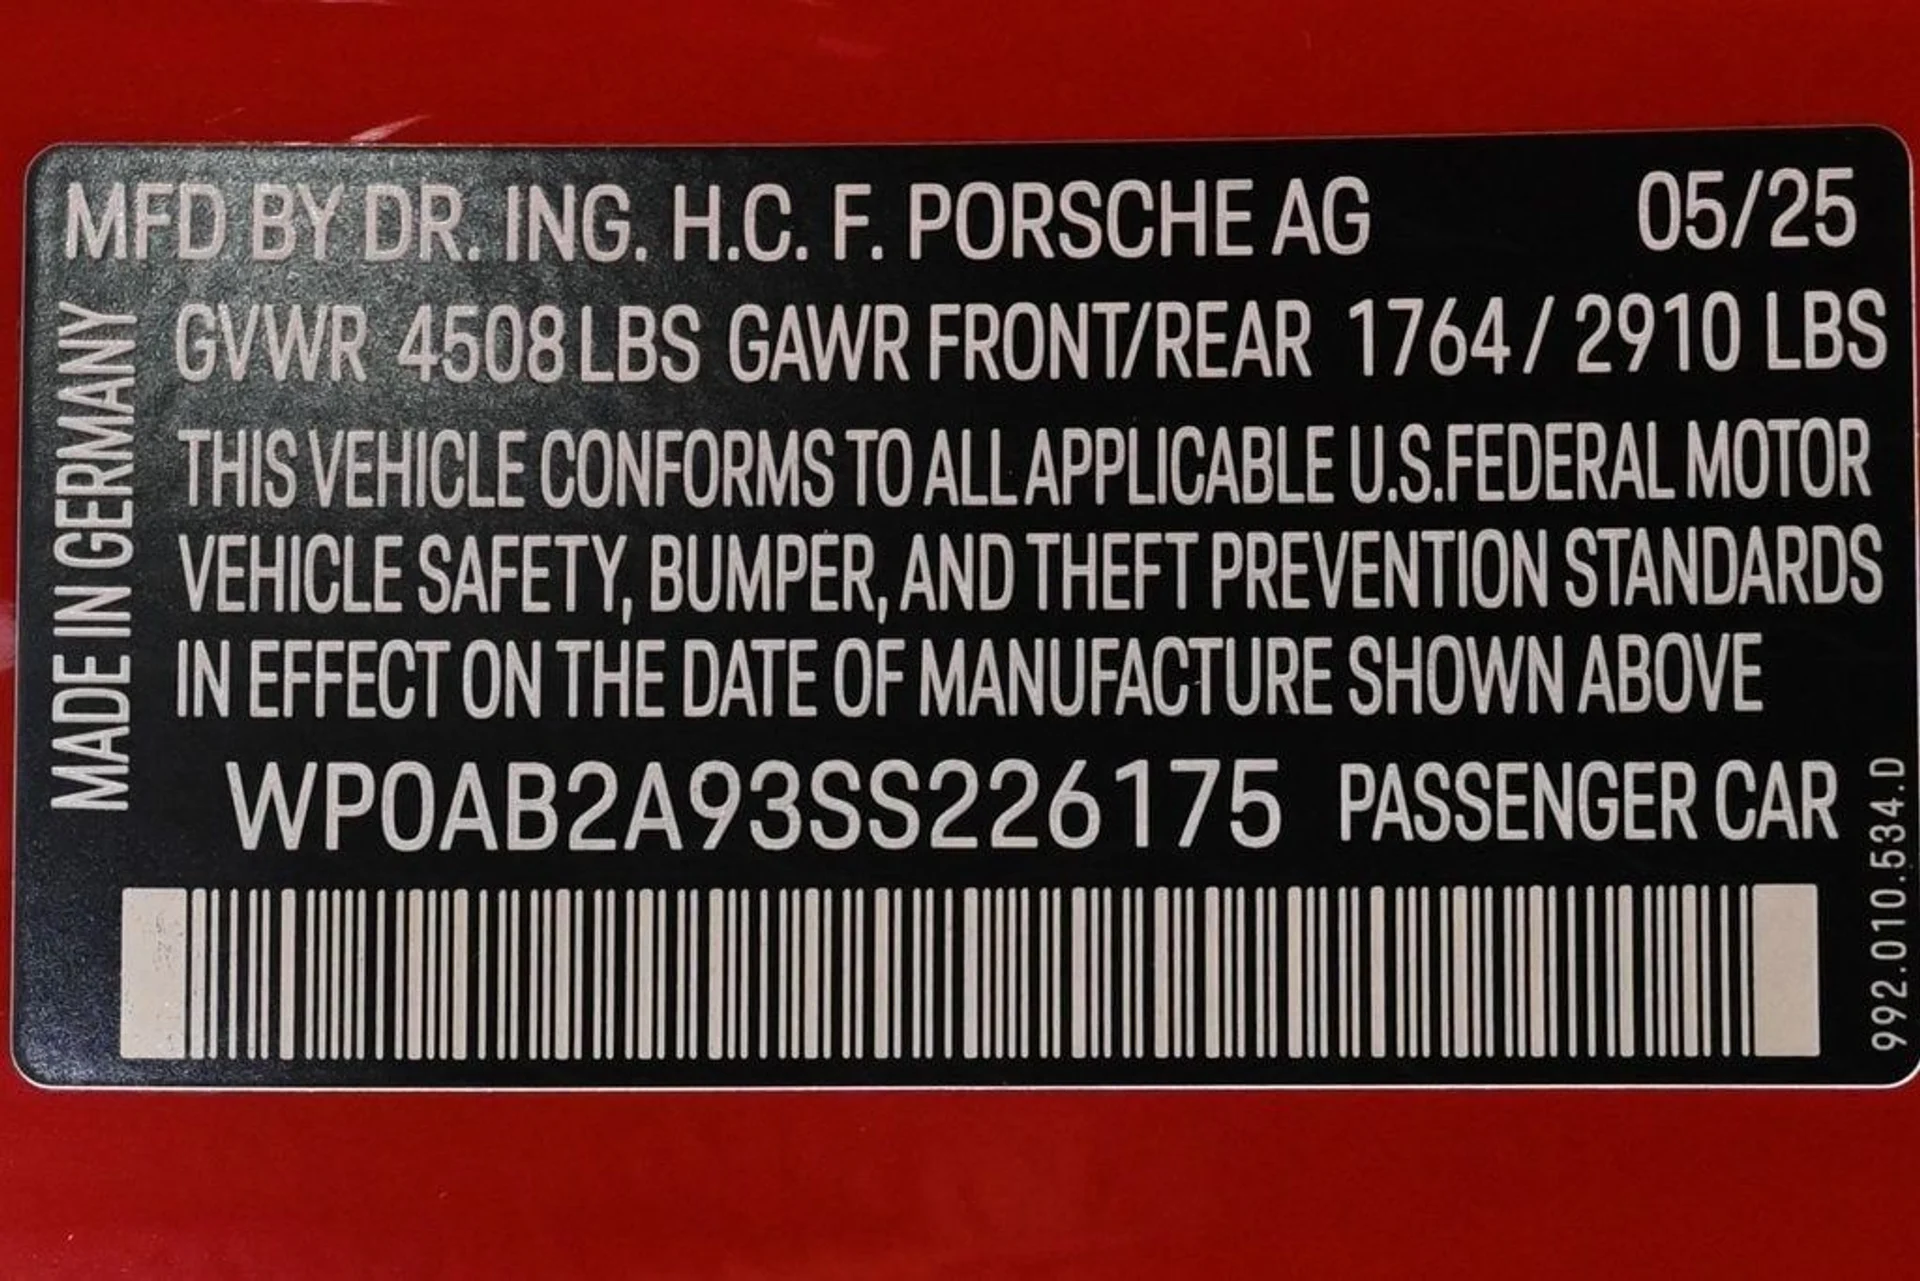 MFD BY DR. ING. H.C. F. PORSCHE AG 05/25
GVWR 4508 LBS GAWR FRONT/REAR 1764 / 2910 LBS
THIS VEHICLE CONFORMS TO ALL APPLICABLE U.S.FEDERAL MOTOR
VEHICLE SAFETY, BUMPER, AND THEFT PREVENTION STANDARDS
IN EFFECT ON THE DATE OF MANUFACTURE SHOWN ABOVE
WP0AB2A93SS226175 PASSENGER CAR
MADE IN GERMANY
992.010.534.D